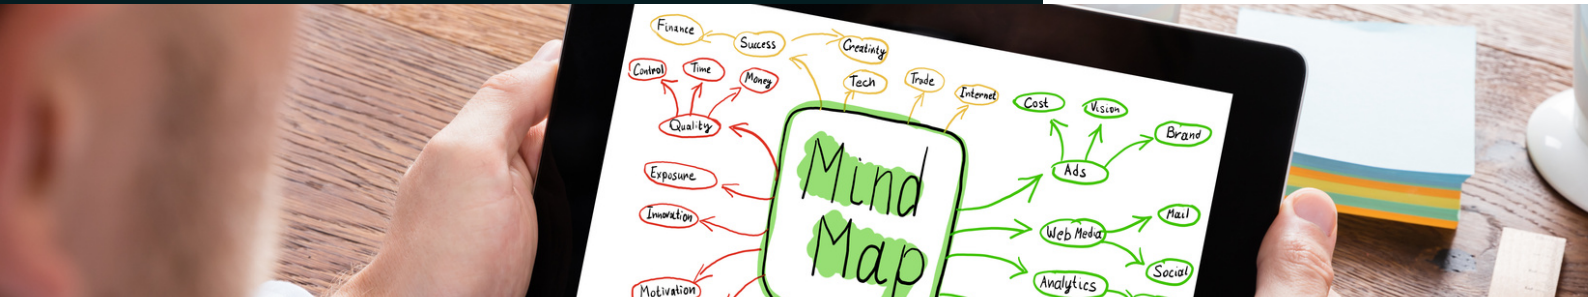 Finance
Success
Creativity
Control
Time
Money
Tech
Trade
Internet
Quality
Exposure
Innovation
Motivation
Mind
Map
Cost
Vision
Brand
Ads
Web Media
Mail
Social
Analytics